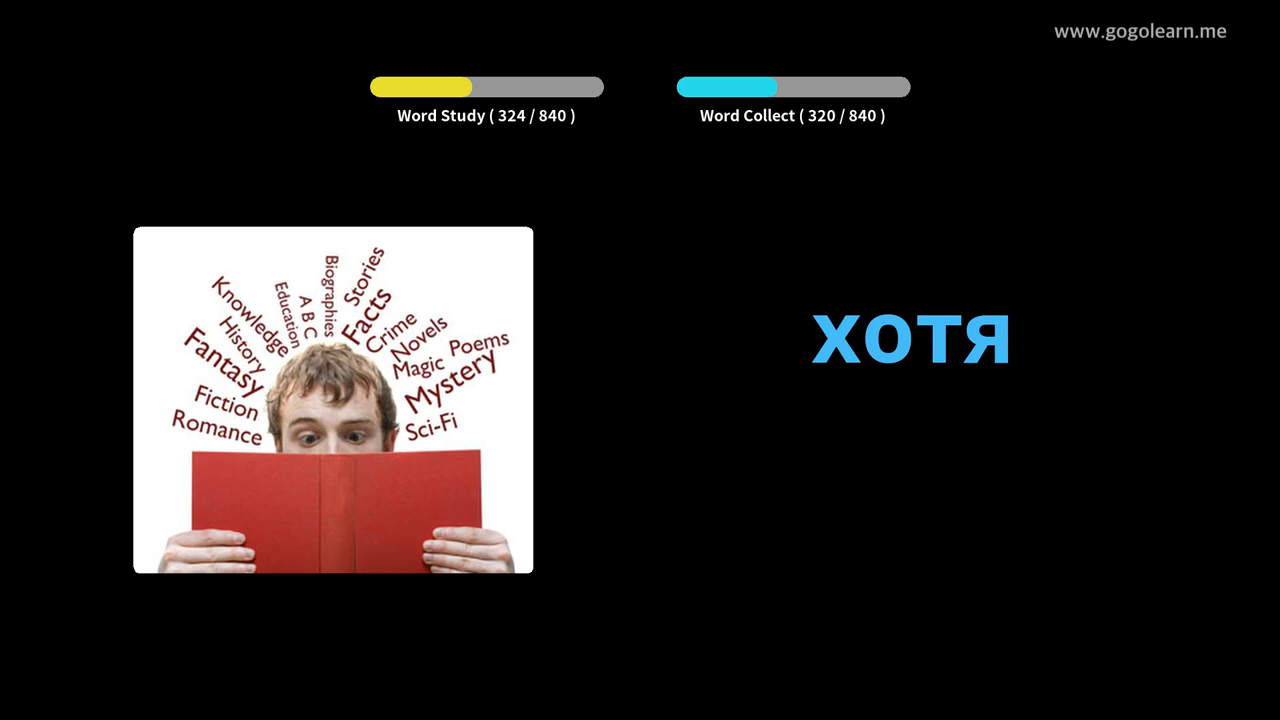 www.gogolearn.me
Word Study ( 324 / 840 )
Word Collect ( 320 / 840 )
Stories
Biographies
Facts
A B C
Education
Knowledge
Crime
Novels
History
Poems
Fantasy
Magic
Mystery
Fiction
Romance
Sci-Fi
хотя